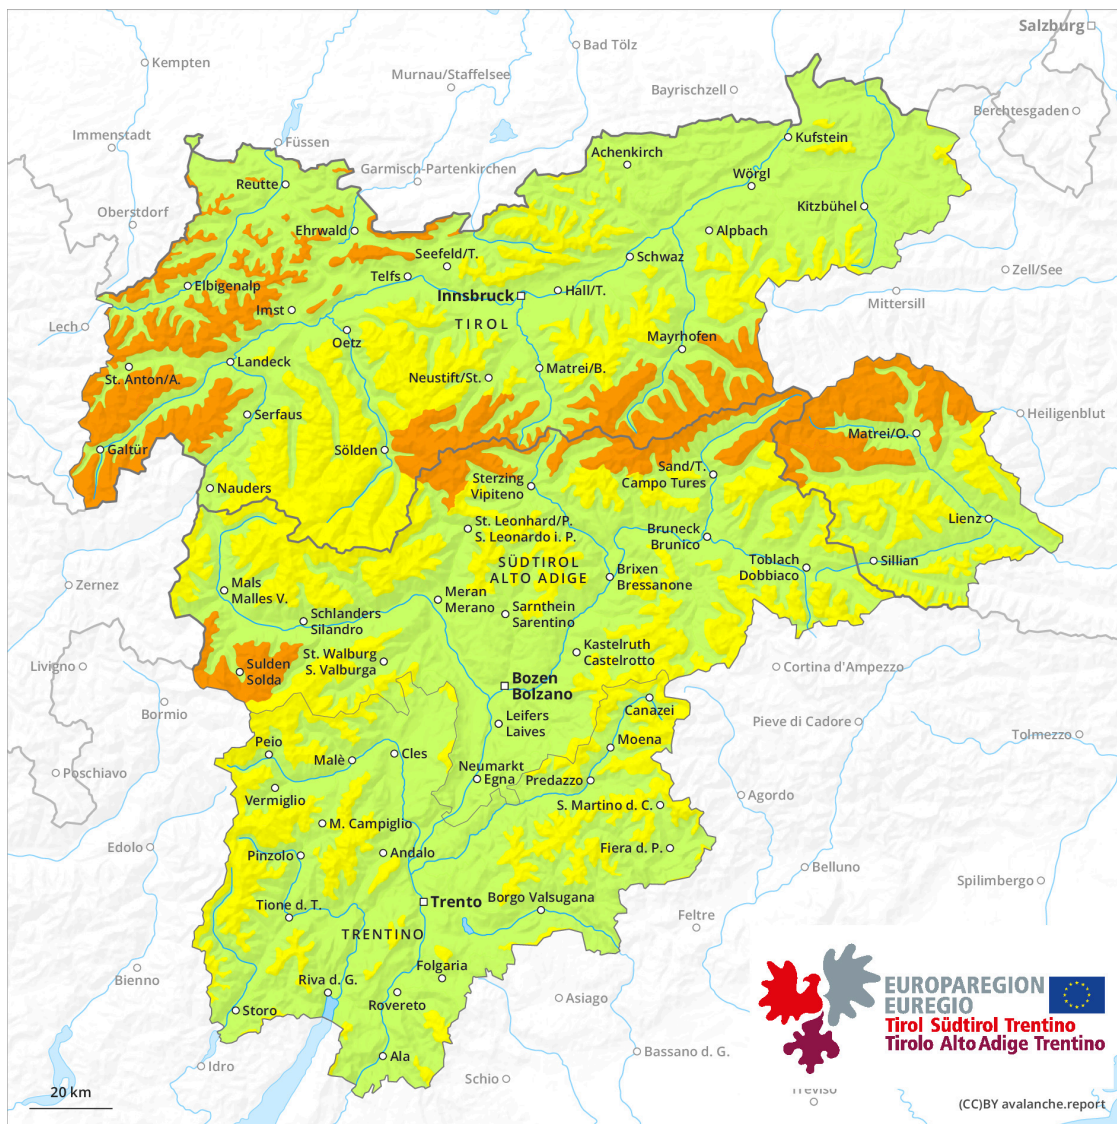 Salzburg
Bad Tölz
Kempten
Murnau/Staffelsee
Bayrischzell
Berchtesgaden
Immenstadt
Füssen
Kufstein
Achenkirch
Garmisch-Partenkirchen
Wörgl
Reutte
Oberstdorf
Kitzbühel
Ehrwald
Alpbach
Seefeld/T.
Schwaz
Zell/See
Telfs
Elbigenalp
Innsbruck
Hall/T.
Mittersill
Imst
TIROL
Lech
Oetz
Mayrhofen
Landeck
Matrei/B.
St. Anton/A.
Neustift/St.
Serfaus
Heiligenblut
Matrei/O.
Galtür
Sölden
Sand/T.
Campo Tures
Sterzing
Vipiteno
Nauders
St. Leonhard/P.
S. Leonardo i. P.
Lienz
Bruneck
Brunico
SÜDTIROL
ALTO ADIGE
Toblach
Dobbiaco
Sillian
Brixen
Bressanone
Zernez
Mals
Malles V.
Meran
Merano
Schlanders
Silandro
Sarnthein
Sarentino
Kastelruth
Castelrotto
St. Walburg
S. Valburga
Livigno
Sulden
Solda
Cortina d'Ampezzo
Bozen
Bolzano
Bormio
Canazei
Leifers
Laives
Pieve di Cadore
Tolmezzo
Moena
Peio
Cles
Malè
Poschiavo
Neumarkt
Egna
Predazzo
Vermiglio
Agordo
S. Martino d. C.
M. Campiglio
Edolo
Pinzolo
Andalo
Fiera d. P.
Belluno
Spilimbergo
Trento
Borgo Valsugana
Tione d. T.
Feltre
TRENTINO
Folgaria
Bienno
Riva d. G.
Rovereto
Asiago
Storo
EUROPAREGION
EUREGIO
Tirol Südtirol Trentino
Tirolo Alto Adige Trentino
Ala
Bassano d. G.
Idro
Schio
20 km
Treviso
(CC)BY avalanche.report